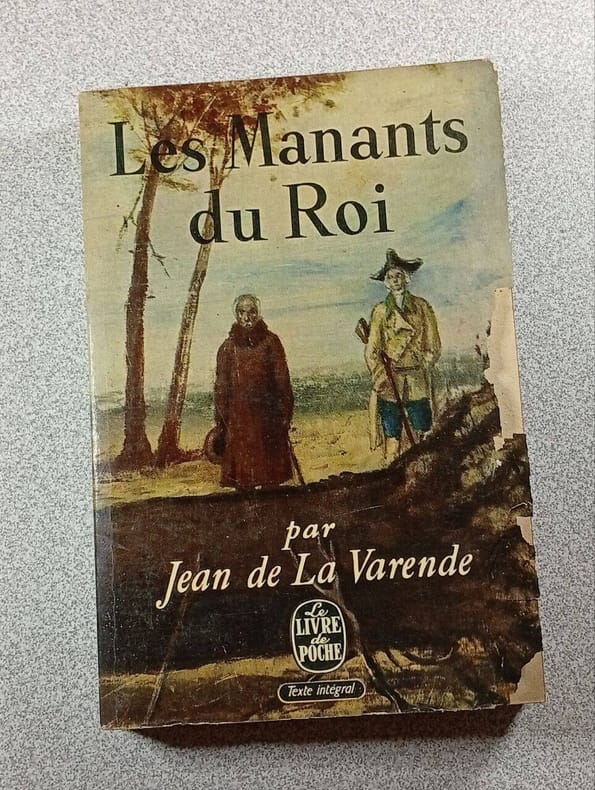 Les Manants
du Roi
par
Jean de La Varende
Le
LIVRE
de
POCHE
Texte intégral